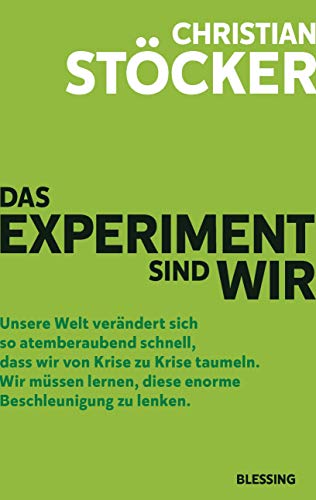 CHRISTIAN
STÖCKER
DAS
EXPERIMENT
SIND WIR
Unsere Welt verändert sich
so atemberaubend schnell,
dass wir von Krise zu Krise taumeln.
Wir müssen lernen, diese enorme
Beschleunigung zu lenken.
BLESSING